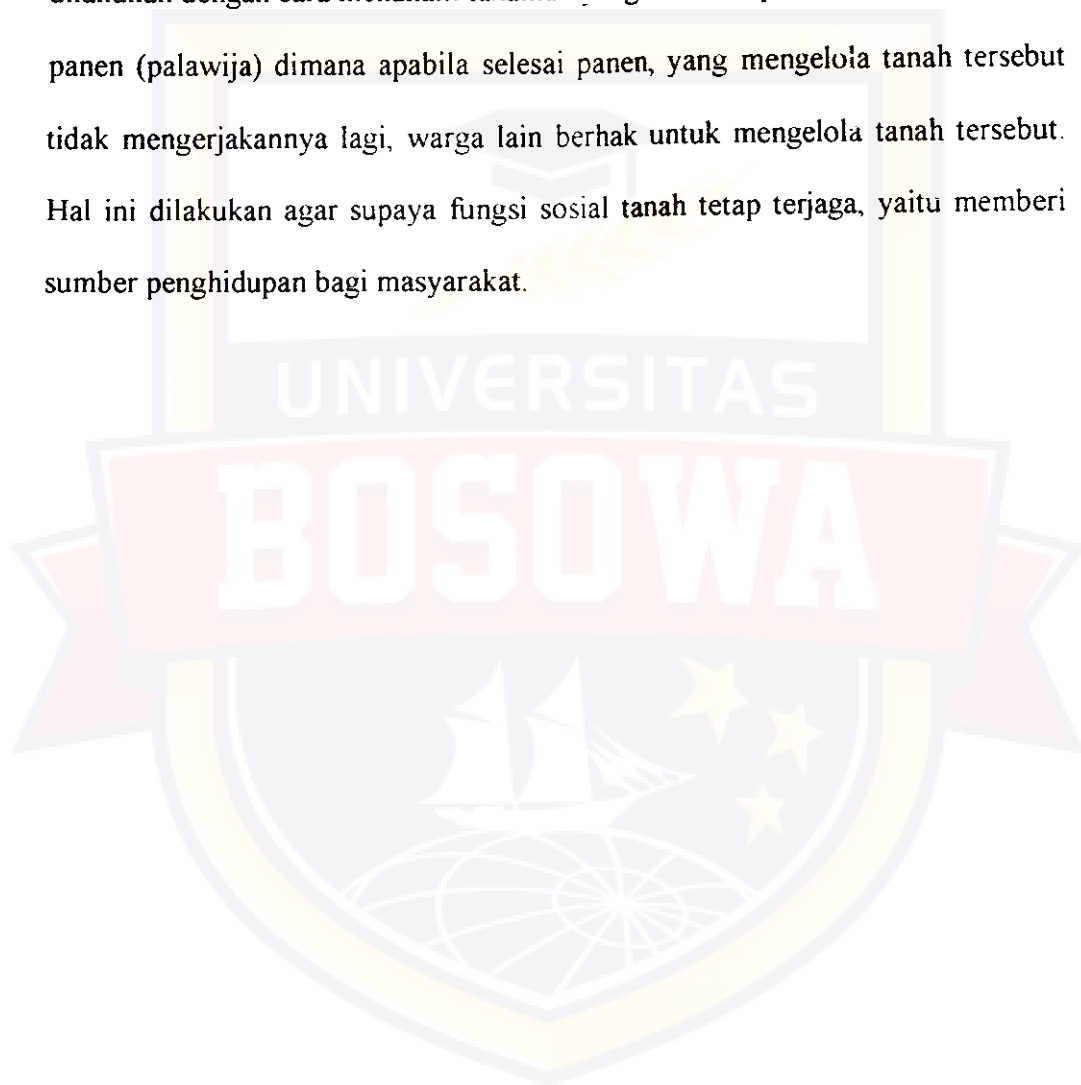 dengan cara
panen (palawija) dimana apabila selesai panen, yang mengelola tanah tersebut
tidak mengerjakannya lagi, warga lain berhak untuk mengelola tanah tersebut.
Hal ini dilakukan agar supaya fungsi sosial tanah tetap terjaga, yaitu memberi
sumber penghidupan bagi masyarakat.
UNIVERSITAS
BOSOWA